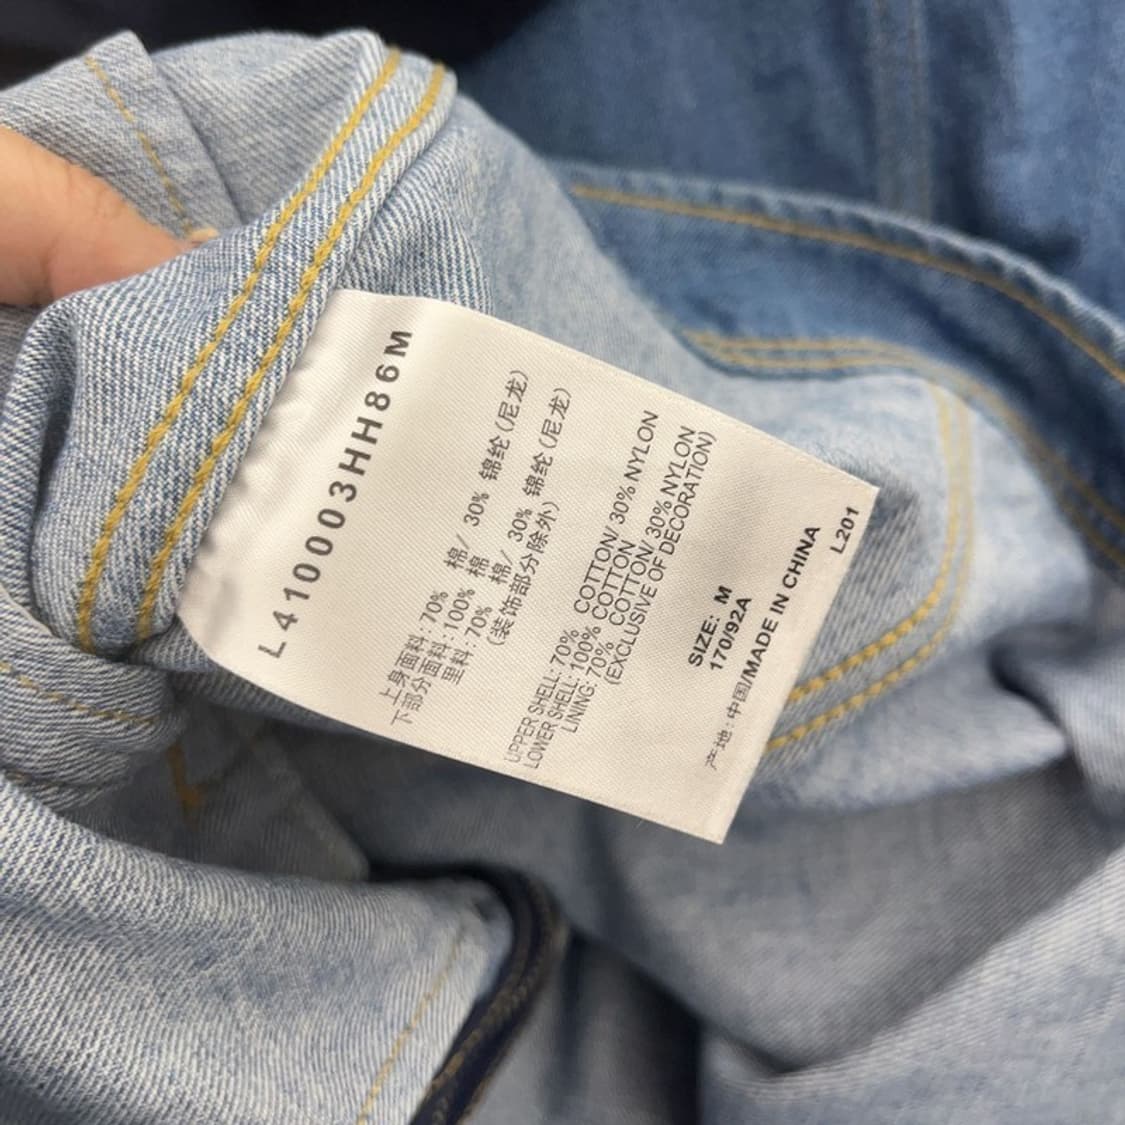 L410003HH86M
上身面料: 70% 棉/ 30% 锦纶(尼龙)
下部分面料:100% 棉
里料: 70% 棉/ 30% 锦纶(尼龙)
(装饰部分除外)
UPPER SHELL: 70% COTTON/ 30% NYLON
LOWER SHELL: 100% COTTON
LINING: 70% COTTON/ 30% NYLON
(EXCLUSIVE OF DECORATION)
SIZE: M
170/92A
产地: 中国/MADE IN CHINA
L201